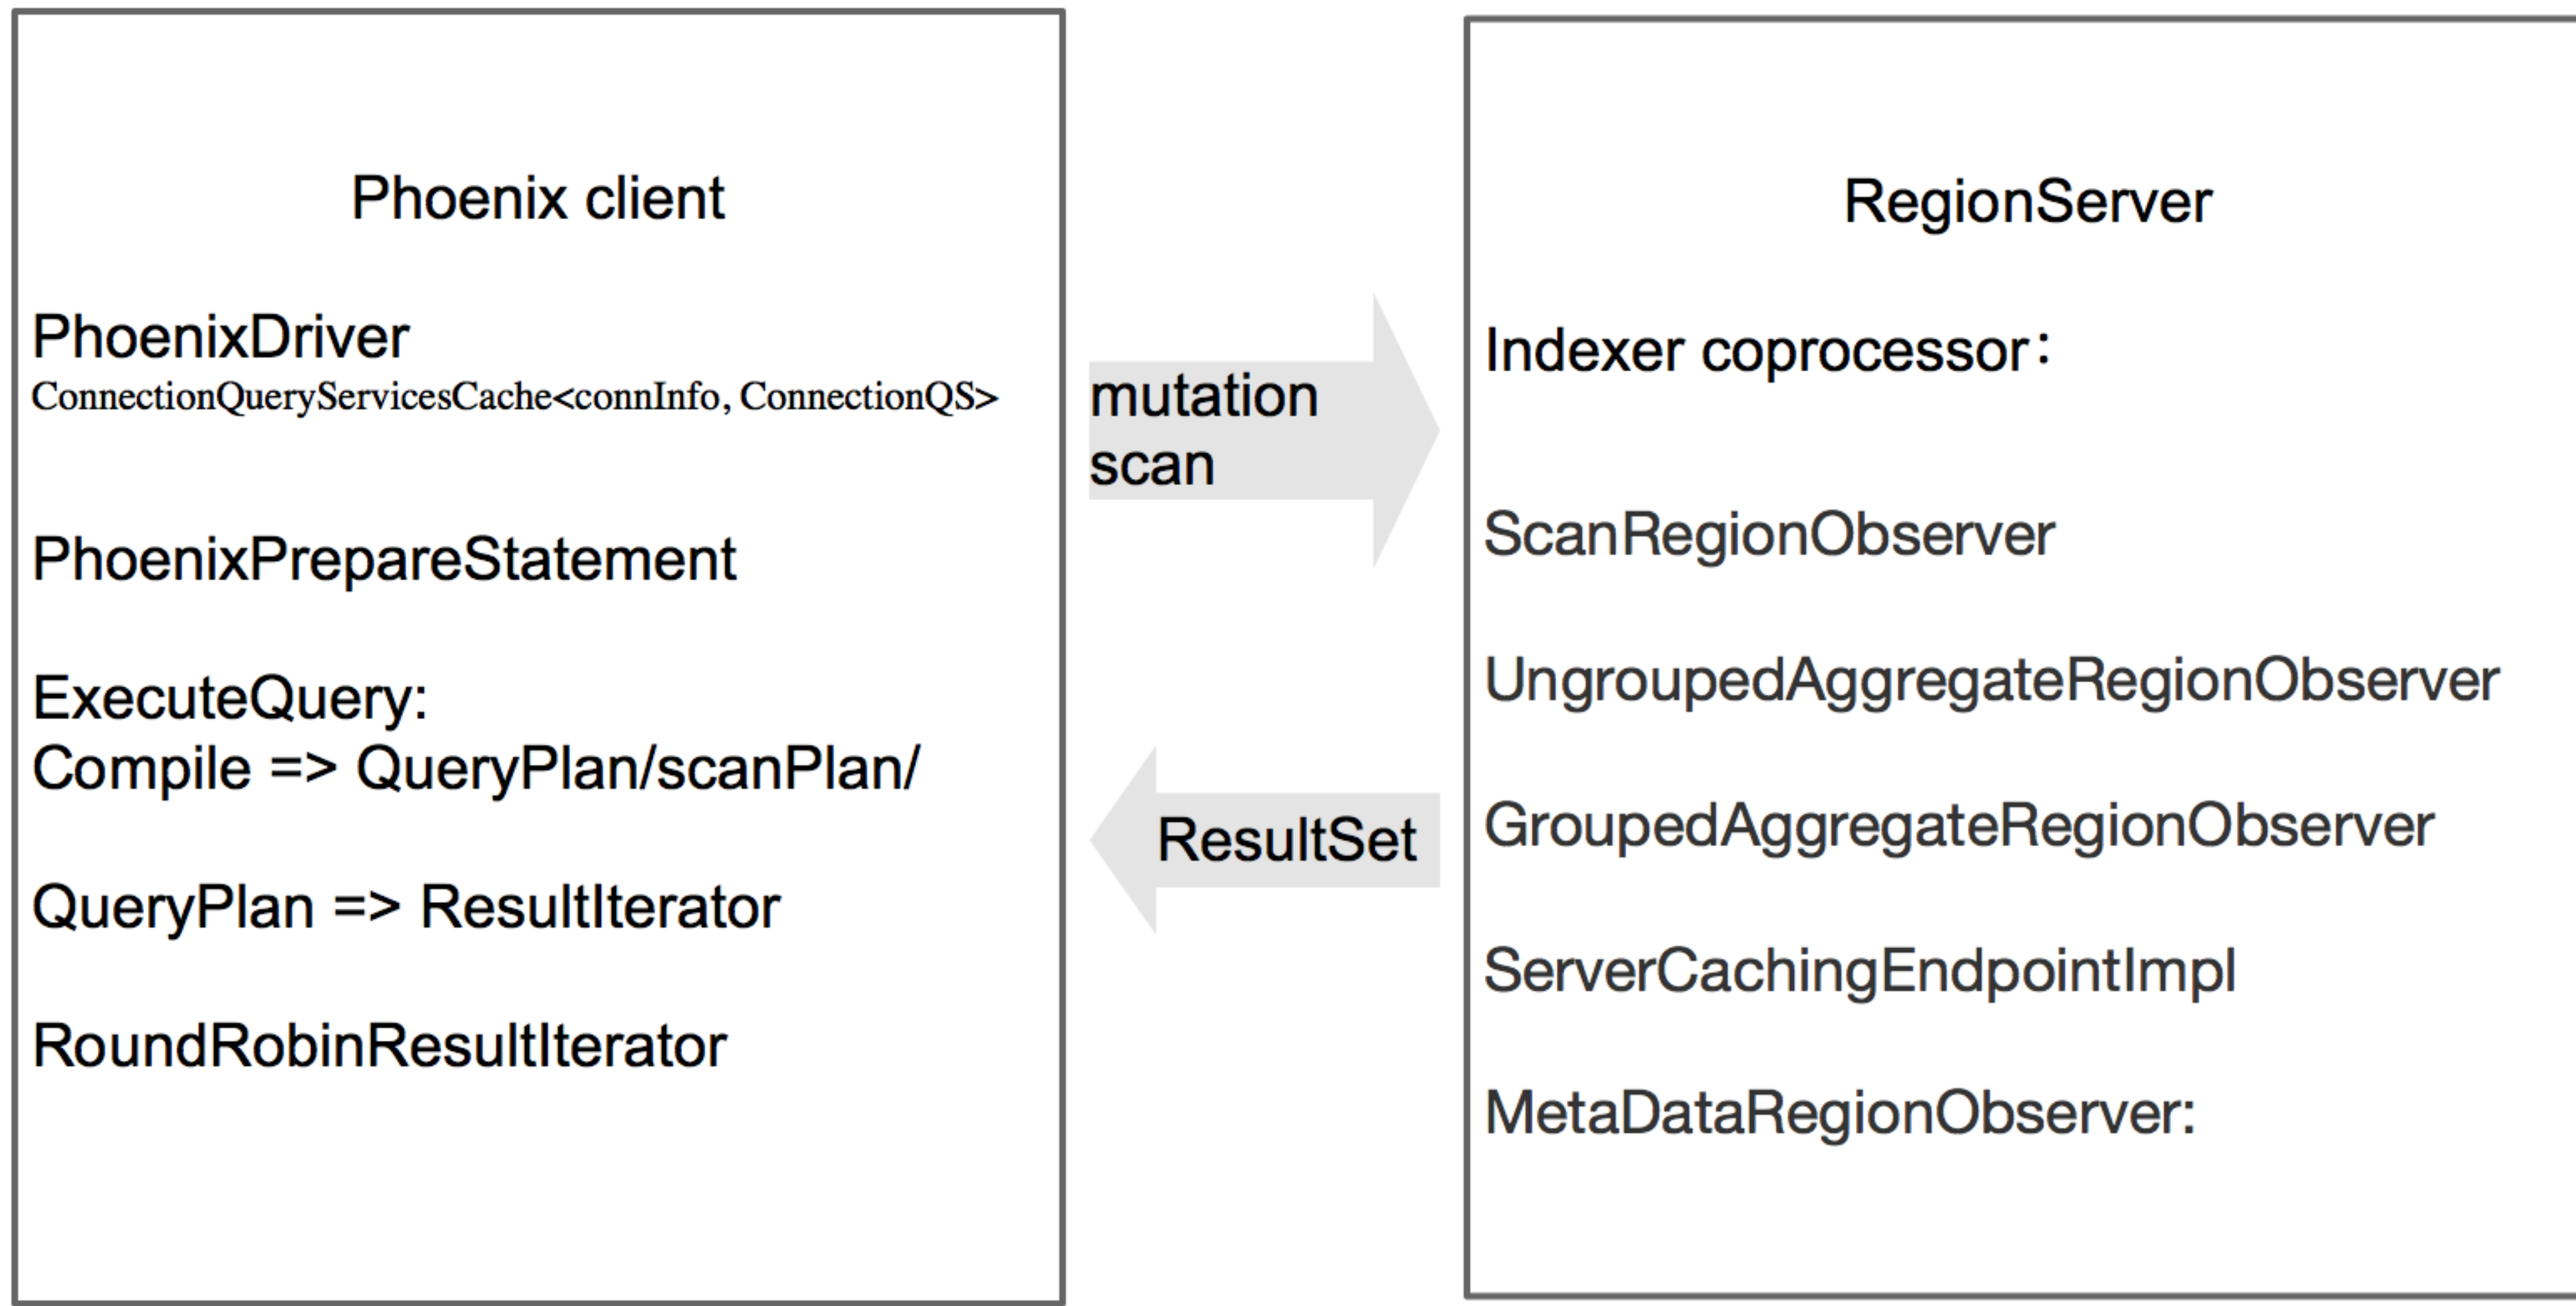 Phoenix client
PhoenixDriver
ConnectionQueryServicesCache<connInfo, ConnectionQS>
PhoenixPrepareStatement
ExecuteQuery:
Compile => QueryPlan/scanPlan/
QueryPlan => ResultIterator
RoundRobinResultIterator
mutation
scan
ResultSet
RegionServer
Indexer coprocessor：
ScanRegionObserver
UngroupedAggregateRegionObserver
GroupedAggregateRegionObserver
ServerCachingEndpointImpl
MetaDataRegionObserver: